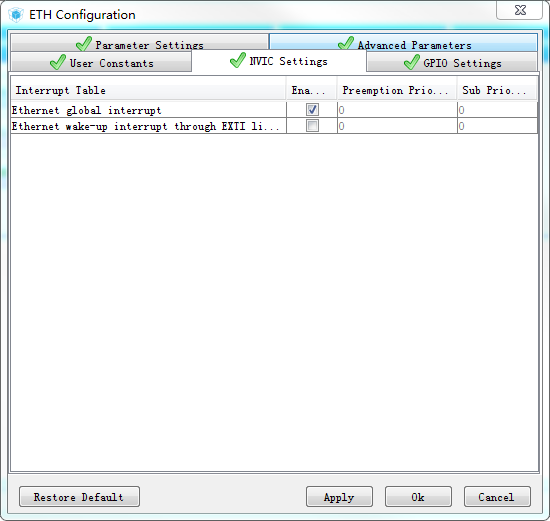 ETH Configuration
Parameter Settings Advanced Parameters
User Constants NVIC Settings GPIO Settings
Interrupt Table Ena... Preemption Prio... Sub Prio...
Ethernet global interrupt 0 0
Ethernet wake-up interrupt through EXTI li... 0 0
Restore Default Apply Ok Cancel